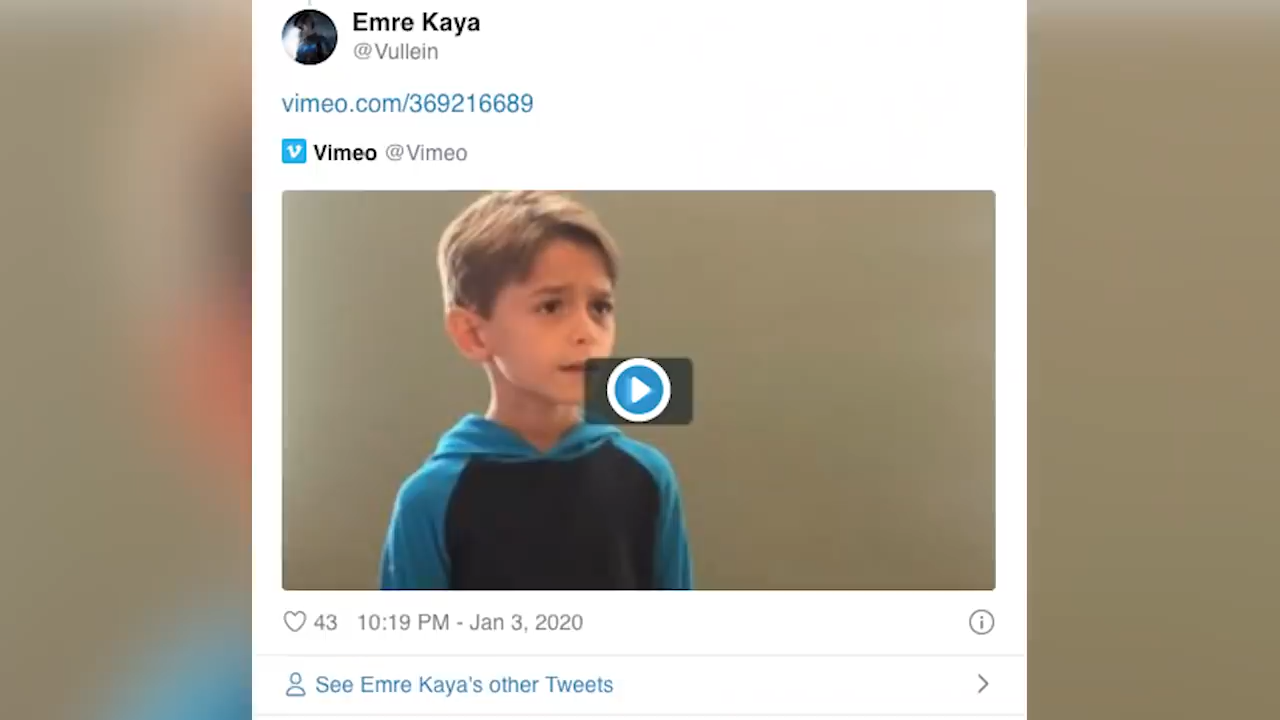 Emre Kaya
@Vullein
vimeo.com/369216689
Vimeo @Vimeo
43 10:19 PM - Jan 3, 2020
See Emre Kaya's other Tweets